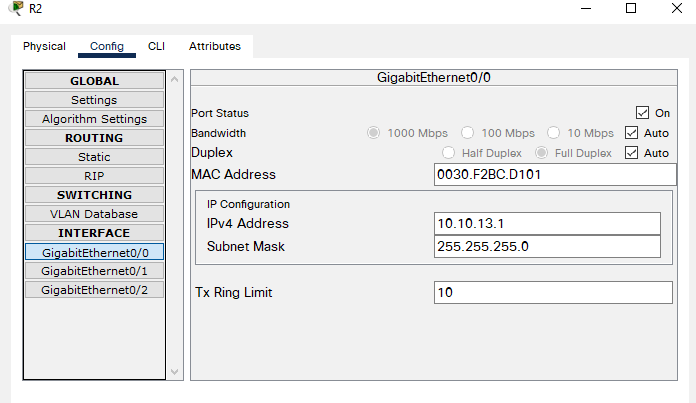 R2
Physical Config CLI Attributes
GLOBAL
Settings
Algorithm Settings
ROUTING
Static
RIP
SWITCHING
VLAN Database
INTERFACE
GigabitEthernet0/0
GigabitEthernet0/1
GigabitEthernet0/2
GigabitEthernet0/0
Port Status On
Bandwidth 1000 Mbps 100 Mbps 10 Mbps Auto
Duplex Half Duplex Full Duplex Auto
MAC Address 0030.F2BC.D101
IP Configuration
IPv4 Address 10.10.13.1
Subnet Mask 255.255.255.0
Tx Ring Limit 10